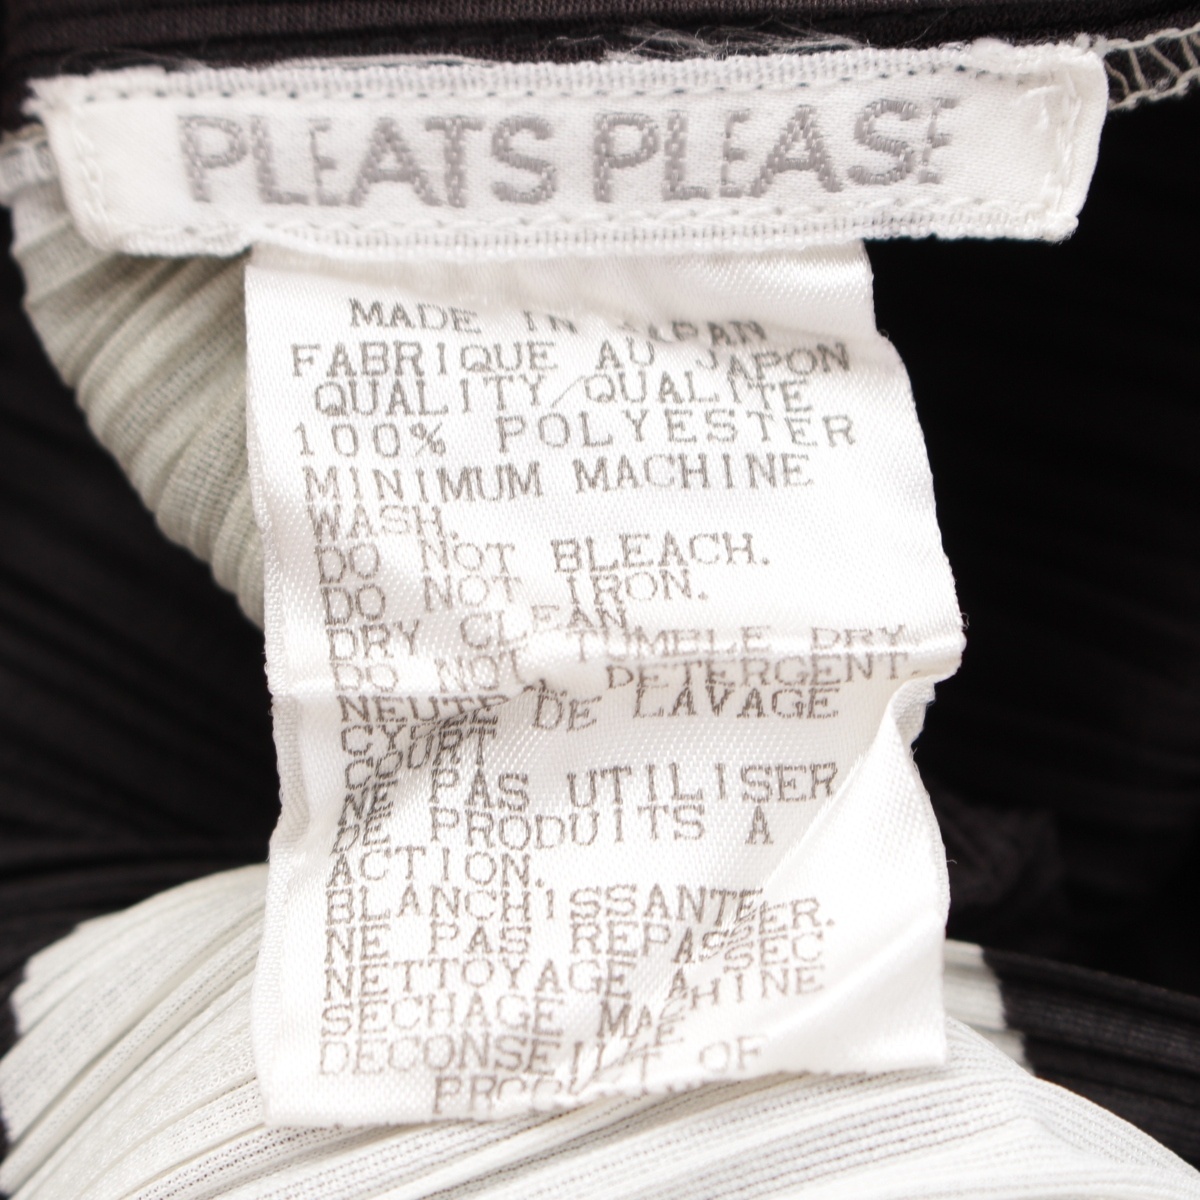 PLEATS PLEASE
MADE IN JAPAN
FABRIQUE AU JAPON
QUALITY/QUALITE
100% POLYESTER
MINIMUM MACHINE
WASH.
DO NOT BLEACH.
DO NOT IRON.
DRY CLEAN
DO NOT TUMBLE DRY
DETERGENT
DE LAVAGE
COURT
NE PAS UTILISER
DE PRODUITS A
ACTION.
BLANCHISSANTE
NE PAS REPASSER.
NETTOYAGE A SEC
SECHAGE MACHINE
DECONSEILLE
OF